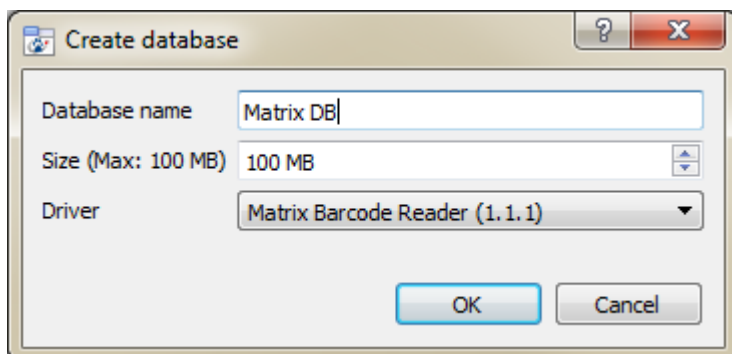 Create database
Database name Matrix DB
Size (Max: 100 MB) 100 MB
Driver Matrix Barcode Reader (1.1.1)
OK Cancel